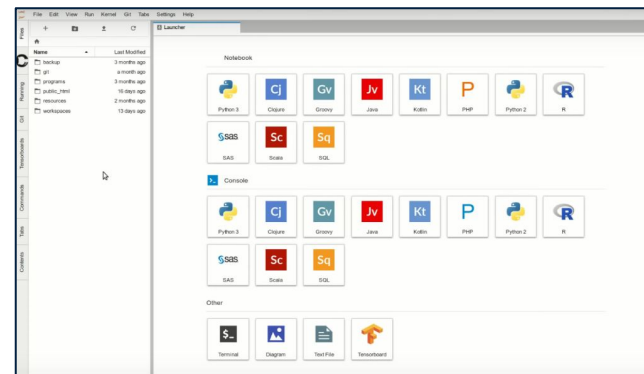 File Edit View Run Kernel Git Tabs Settings Help
Files
Running
Git
Tensorboards
Commands
Tabs
Contents
Name Last Modified
backup 3 months ago
git a month ago
programs 3 months ago
public_html 16 days ago
resources 2 months ago
workspaces 13 days ago
Launcher
Notebook
Cj Gv Jv Kt P R
Python 3 Clojure Groovy Java Kotlin PHP Python 2 R
sas Sc Sq
SAS Scala SQL
Console
Cj Gv Jv Kt P R
Python 3 Clojure Groovy Java Kotlin PHP Python 2 R
sas Sc Sq
SAS Scala SQL
Other
$_
Terminal Diagram Text File Tensorboard